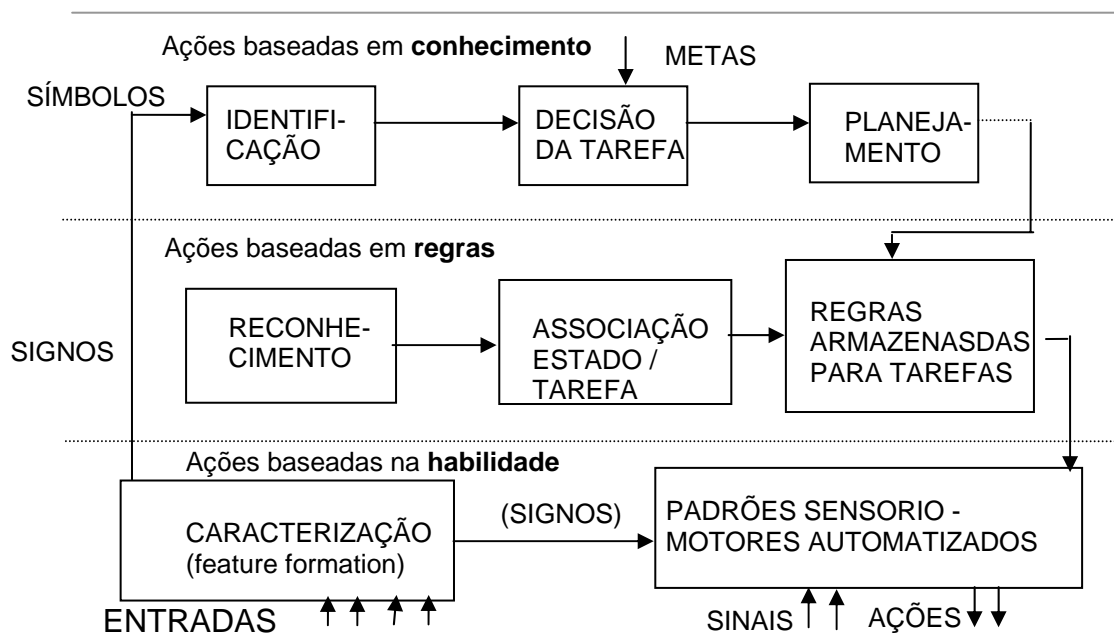 Ações baseadas em conhecimento
METAS
SÍMBOLOS
IDENTIFI-
CAÇÃO
DECISÃO
DA TAREFA
PLANEJA-
MENTO
Ações baseadas em regras
SIGNOS
RECONHE-
CIMENTO
ASSOCIAÇÃO
ESTADO /
TAREFA
REGRAS
ARMAZENASDAS
PARA TAREFAS
Ações baseadas na habilidade
CARACTERIZAÇÃO
(feature formation)
(SIGNOS)
PADRÕES SENSORIO -
MOTORES AUTOMATIZADOS
ENTRADAS
SINAIS
AÇÕES